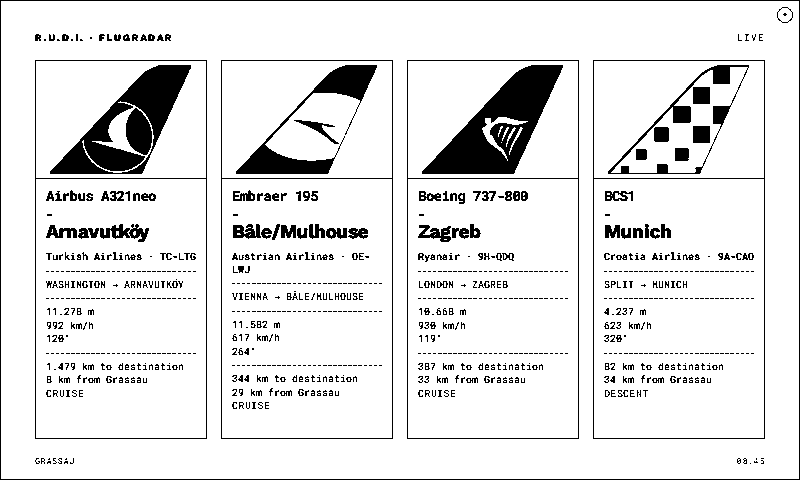 R.U.D.I. · FLUGRADAR
LIVE
Airbus A321neo
-
Arnavutköy
Turkish Airlines · TC-LTG
WASHINGTON → ARNAVUTKÖY
11.278 m
992 km/h
120°
1.479 km to destination
8 km from Grassau
CRUISE
Embraer 195
-
Bâle/Mulhouse
Austrian Airlines · OE-
LWJ
VIENNA → BÂLE/MULHOUSE
11.582 m
617 km/h
264°
344 km to destination
29 km from Grassau
CRUISE
Boeing 737-800
-
Zagreb
Ryanair · 9H-QDQ
LONDON → ZAGREB
10.668 m
930 km/h
119°
387 km to destination
33 km from Grassau
CRUISE
BCS1
-
Munich
Croatia Airlines · 9A-CAO
SPLIT → MUNICH
4.237 m
623 km/h
320°
82 km to destination
34 km from Grassau
DESCENT
GRASSAU
08:45